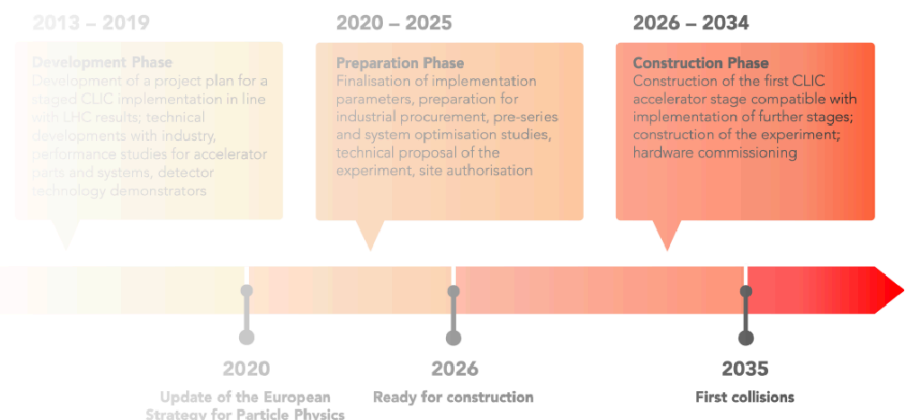 2013 – 2019
Development Phase
Development of a project plan for a
staged CLIC implementation in line
with LHC results; technical
developments with industry,
performance studies for accelerator
parts and systems, detector
technology demonstrators
2020 – 2025
Preparation Phase
Finalisation of implementation
parameters, preparation for
industrial procurement, pre-series
and system optimisation studies,
technical proposal of the
experiment, site authorisation
2026 – 2034
Construction Phase
Construction of the first CLIC
accelerator stage compatible with
implementation of further stages;
construction of the experiment;
hardware commissioning
2020
Update of the European
Strategy for Particle Physics
2026
Ready for construction
2035
First collisions